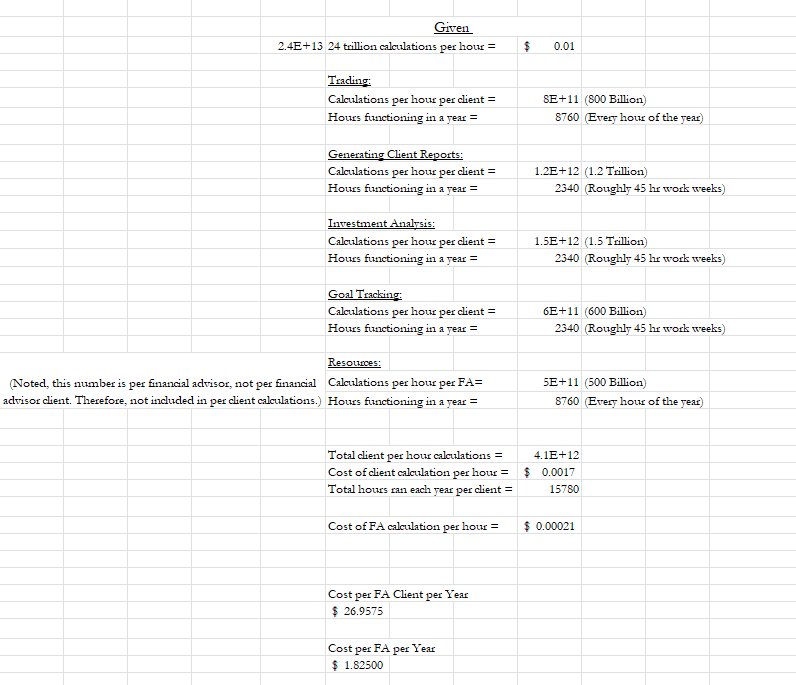 Given
2.4E+13 24 trillion calculations per hour = $ 0.01
Trading:
Calculations per hour per client = 8E+11 (800 Billion)
Hours functioning in a year = 8760 (Every hour of the year)
Generating Client Reports:
Calculations per hour per client = 1.2E+12 (1.2 Trillion)
Hours functioning in a year = 2340 (Roughly 45 hr work weeks)
Investment Analysis:
Calculations per hour per client = 1.5E+12 (1.5 Trillion)
Hours functioning in a year = 2340 (Roughly 45 hr work weeks)
Goal Tracking:
Calculations per hour per client = 6E+11 (600 Billion)
Hours functioning in a year = 2340 (Roughly 45 hr work weeks)
Resources:
(Noted, this number is per financial advisor, not per financial Calculations per hour per FA= 5E+11 (500 Billion)
advisor client. Therefore, not included in per client calculations.) Hours functioning in a year = 8760 (Every hour of the year)
Total client per hour calculations = 4.1E+12
Cost of client calculation per hour = $ 0.0017
Total hours ran each year per client = 15780
Cost of FA calculation per hour = $ 0.00021
Cost per FA Client per Year
$ 26.9575
Cost per FA per Year
$ 1.82500